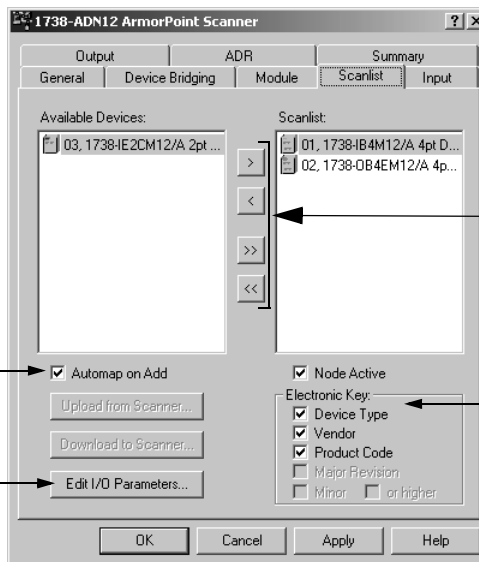 1738-ADN12 ArmorPoint Scanner
Output ADR Summary
General Device Bridging Module Scanlist Input
Available Devices:
03, 1738-IE2CM12/A 2pt ...
Scanlist:
01, 1738-IB4M12/A 4pt D...
02, 1738-OB4EM12/A 4p...
>
<
>>
<<
Automap on Add
Upload from Scanner...
Download to Scanner...
Edit I/O Parameters...
Node Active
Electronic Key:
Device Type
Vendor
Product Code
Major Revision
Minor or higher
OK Cancel Apply Help